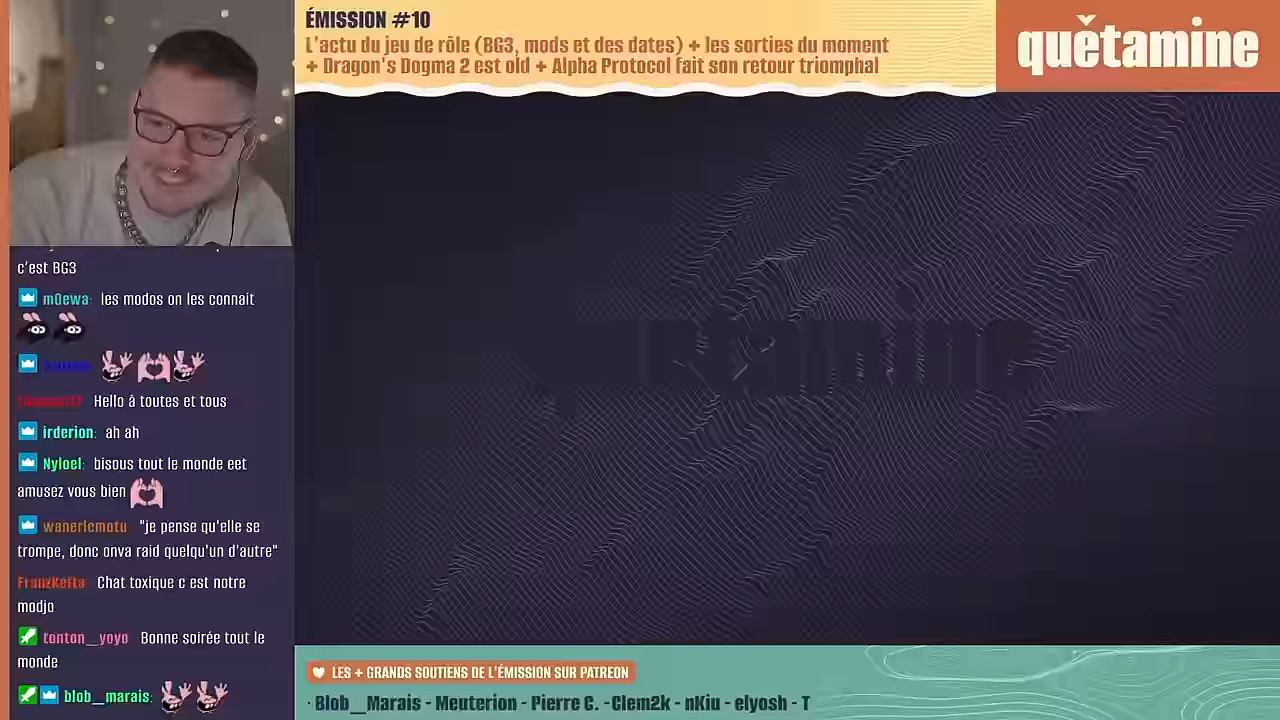 ÉMISSION #10
L'actu du jeu de rôle (BG3, mods et des dates) + les sorties du moment
+ Dragon's Dogma 2 est old + Alpha Protocol fait son retour triomphal
quětamine
c'est BG3
m0ewa: les modos on les connait
Hello à toutes et tous
irderion: ah ah
Nyloel: bisous tout le monde eet
amusez vous bien
wanerlemotu "je pense qu'elle se
trompe, donc onva raid quelqu'un d'autre"
FranzKefta Chat toxique c est notre
modjo
tonton__yoyo Bonne soirée tout le
monde
blob__marais:
LES + GRANDS SOUTIENS DE L'ÉMISSION SUR PATREON
· Blob__Marais - Meuterion - Pierre C. -Clem2k - nKiu - elyosh - T